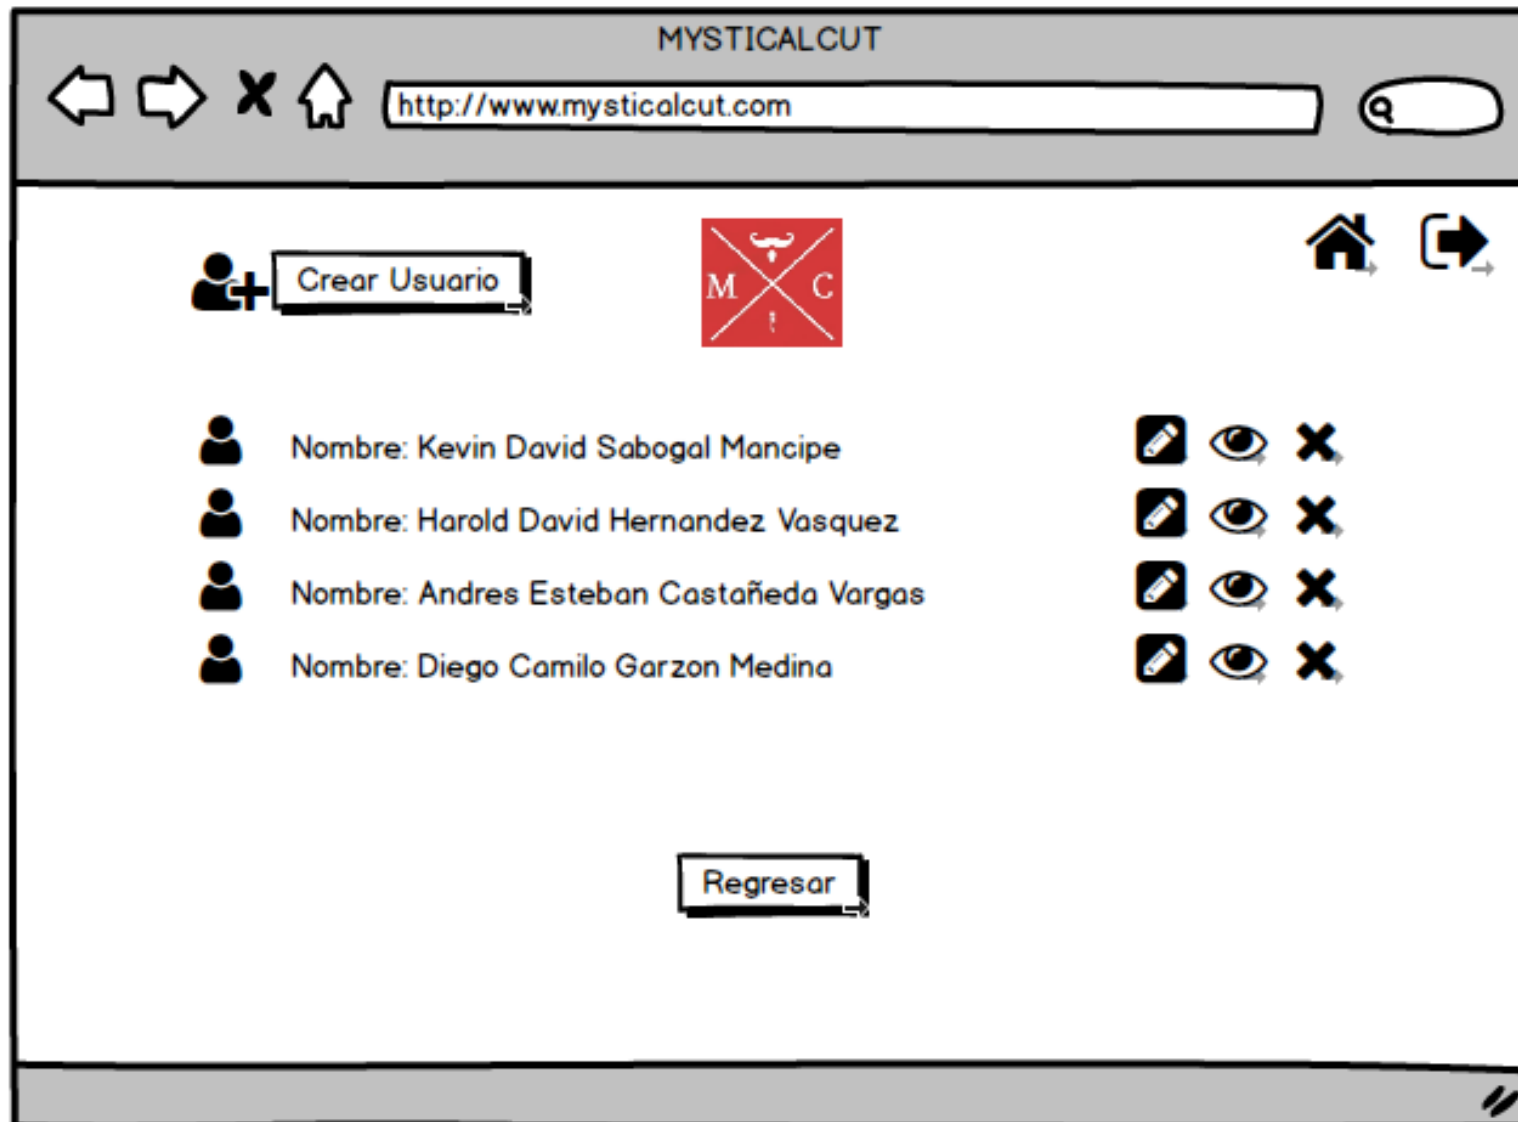 MYSTICALCUT
http://www.mysticalcut.com
Crear Usuario
M C
Nombre: Kevin David Sabogal Mancipe
Nombre: Harold David Hernandez Vasquez
Nombre: Andres Esteban Castañeda Vargas
Nombre: Diego Camilo Garzon Medina
Regresar